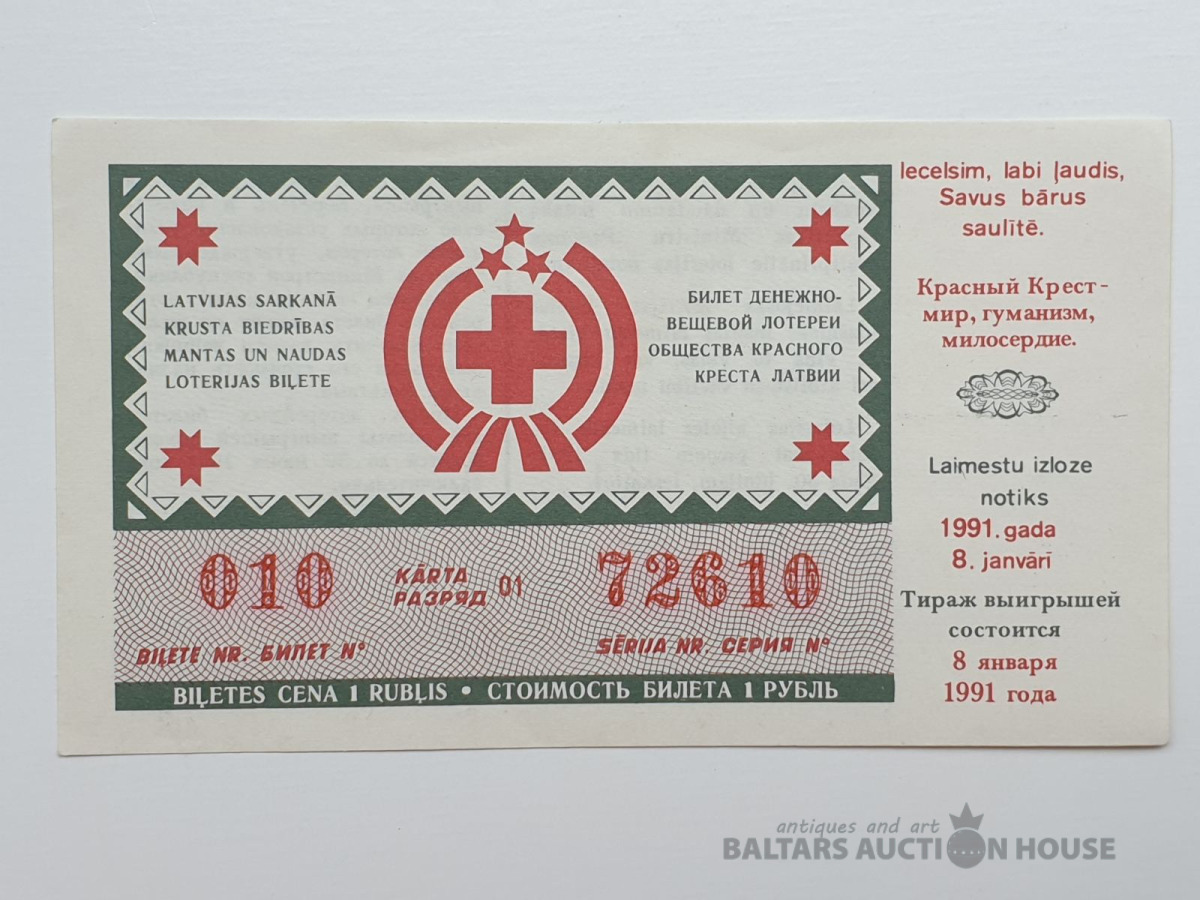 LATVIJAS SARKANĀ
KRUSTA BIEDRĪBAS
MANTAS UN NAUDAS
LOTERIJAS BIĻETE
БИЛЕТ ДЕНЕЖНО-
ВЕЩЕВОЙ ЛОТЕРЕИ
ОБЩЕСТВА КРАСНОГО
КРЕСТА ЛАТВИИ
010
KĀRTA
РАЗРЯД 01
72610
BIĻETE NR. БИЛЕТ N°
SĒRIJA NR. СЕРИЯ N°
BIĻETES CENA 1 RUBĻIS • СТОИМОСТЬ БИЛЕТА 1 РУБЛЬ
Iecelsim, labi ļaudis,
Savus bārus
saulītē.
Красный Крест-
мир, гуманизм,
милосердие.
Laimestu izloze
notiks
1991. gada
8. janvārī
Тираж выигрышей
состоится
8 января
1991 года
antiques and art
BALTARS AUCTION HOUSE